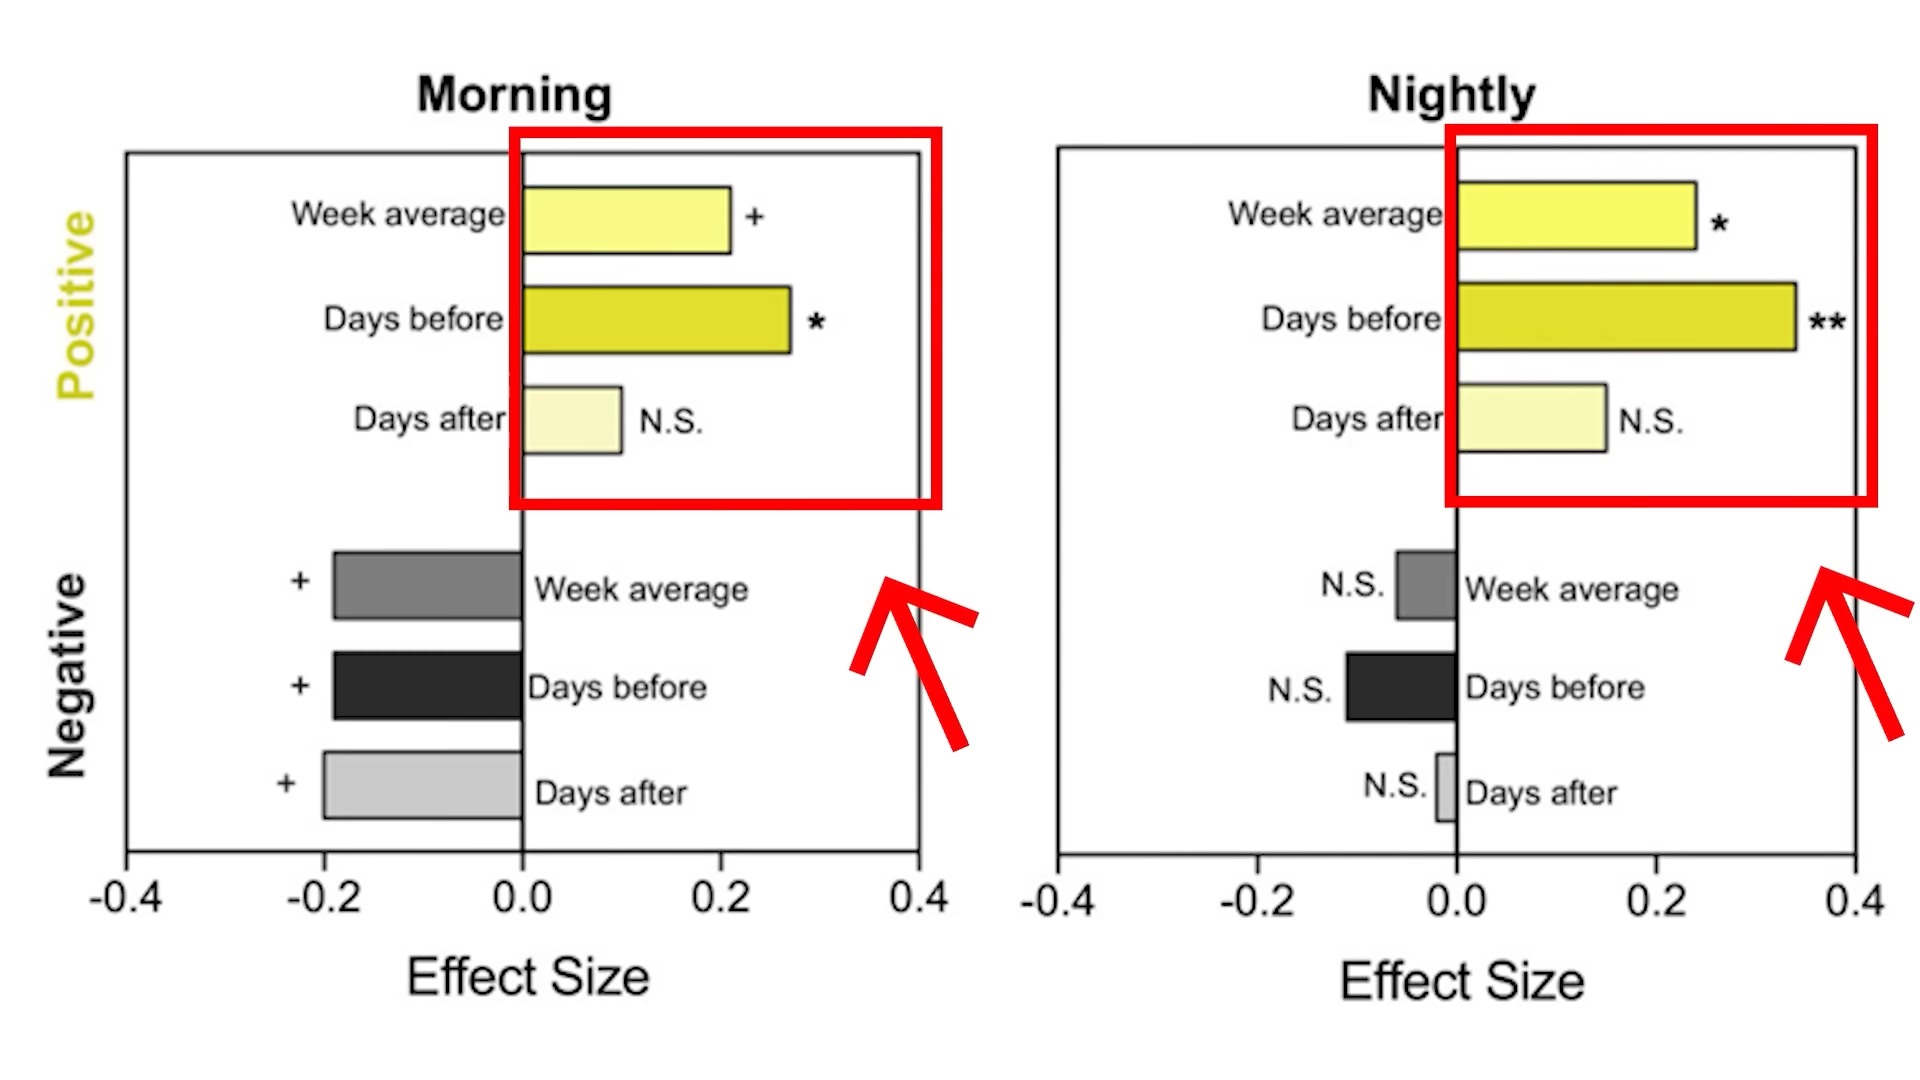 Morning
Positive
Week average
+
Days before
*
Days after
N.S.
Negative
+
Week average
+
Days before
+
Days after
-0.4 -0.2 0.0 0.2 0.4
Effect Size
Nightly
Week average
*
Days before
**
Days after
N.S.
N.S.
Week average
N.S.
Days before
N.S.
Days after
-0.4 -0.2 0.0 0.2 0.4
Effect Size